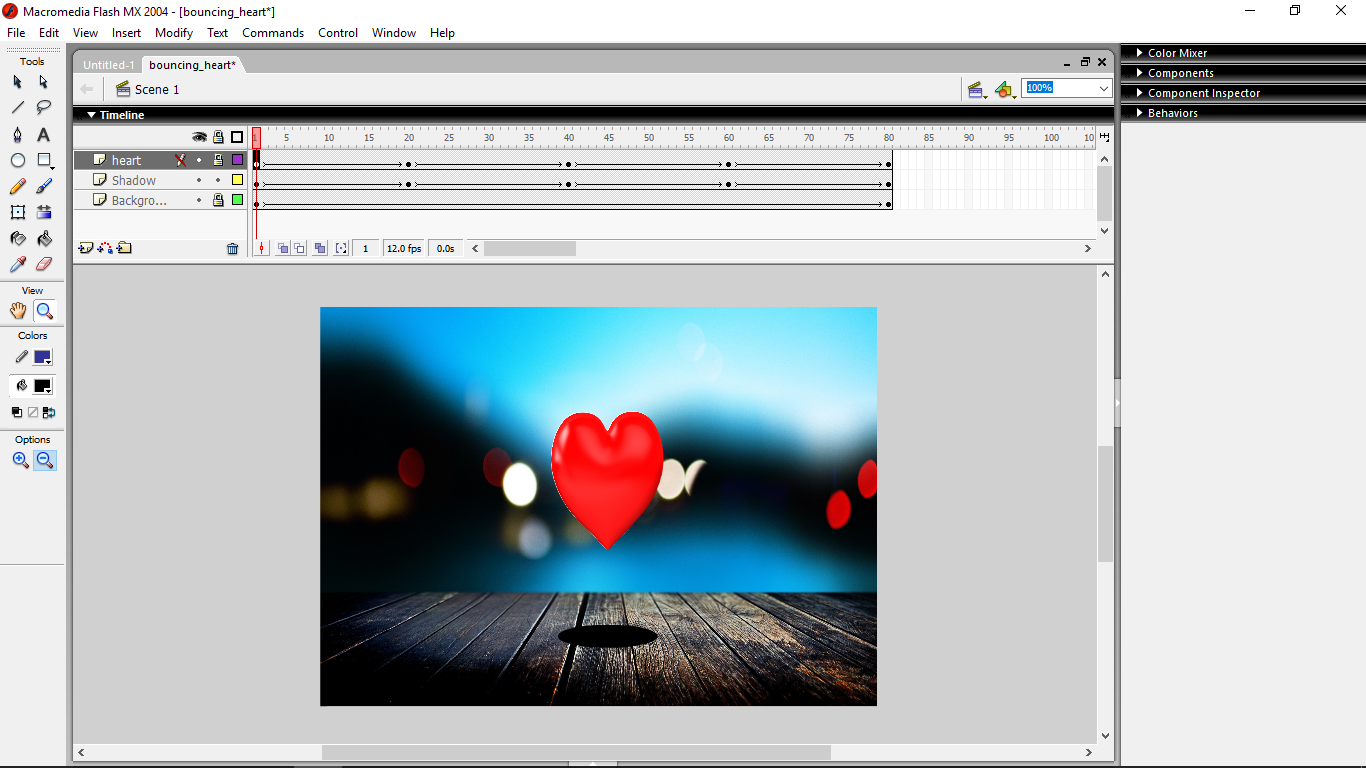 Macromedia Flash MX 2004 - [bouncing_heart*]
File Edit View Insert Modify Text Commands Control Window Help
Tools
Untitled-1 bouncing_heart*
Scene 1
100%
Timeline
1 5 10 15 20 25 30 35 40 45 50 55 60 65 70 75 80 85 90 95 100 105
heart
Shadow
Backgro...
1 12.0 fps 0.0s
View
Colors
Options
Color Mixer
Components
Component Inspector
Behaviors